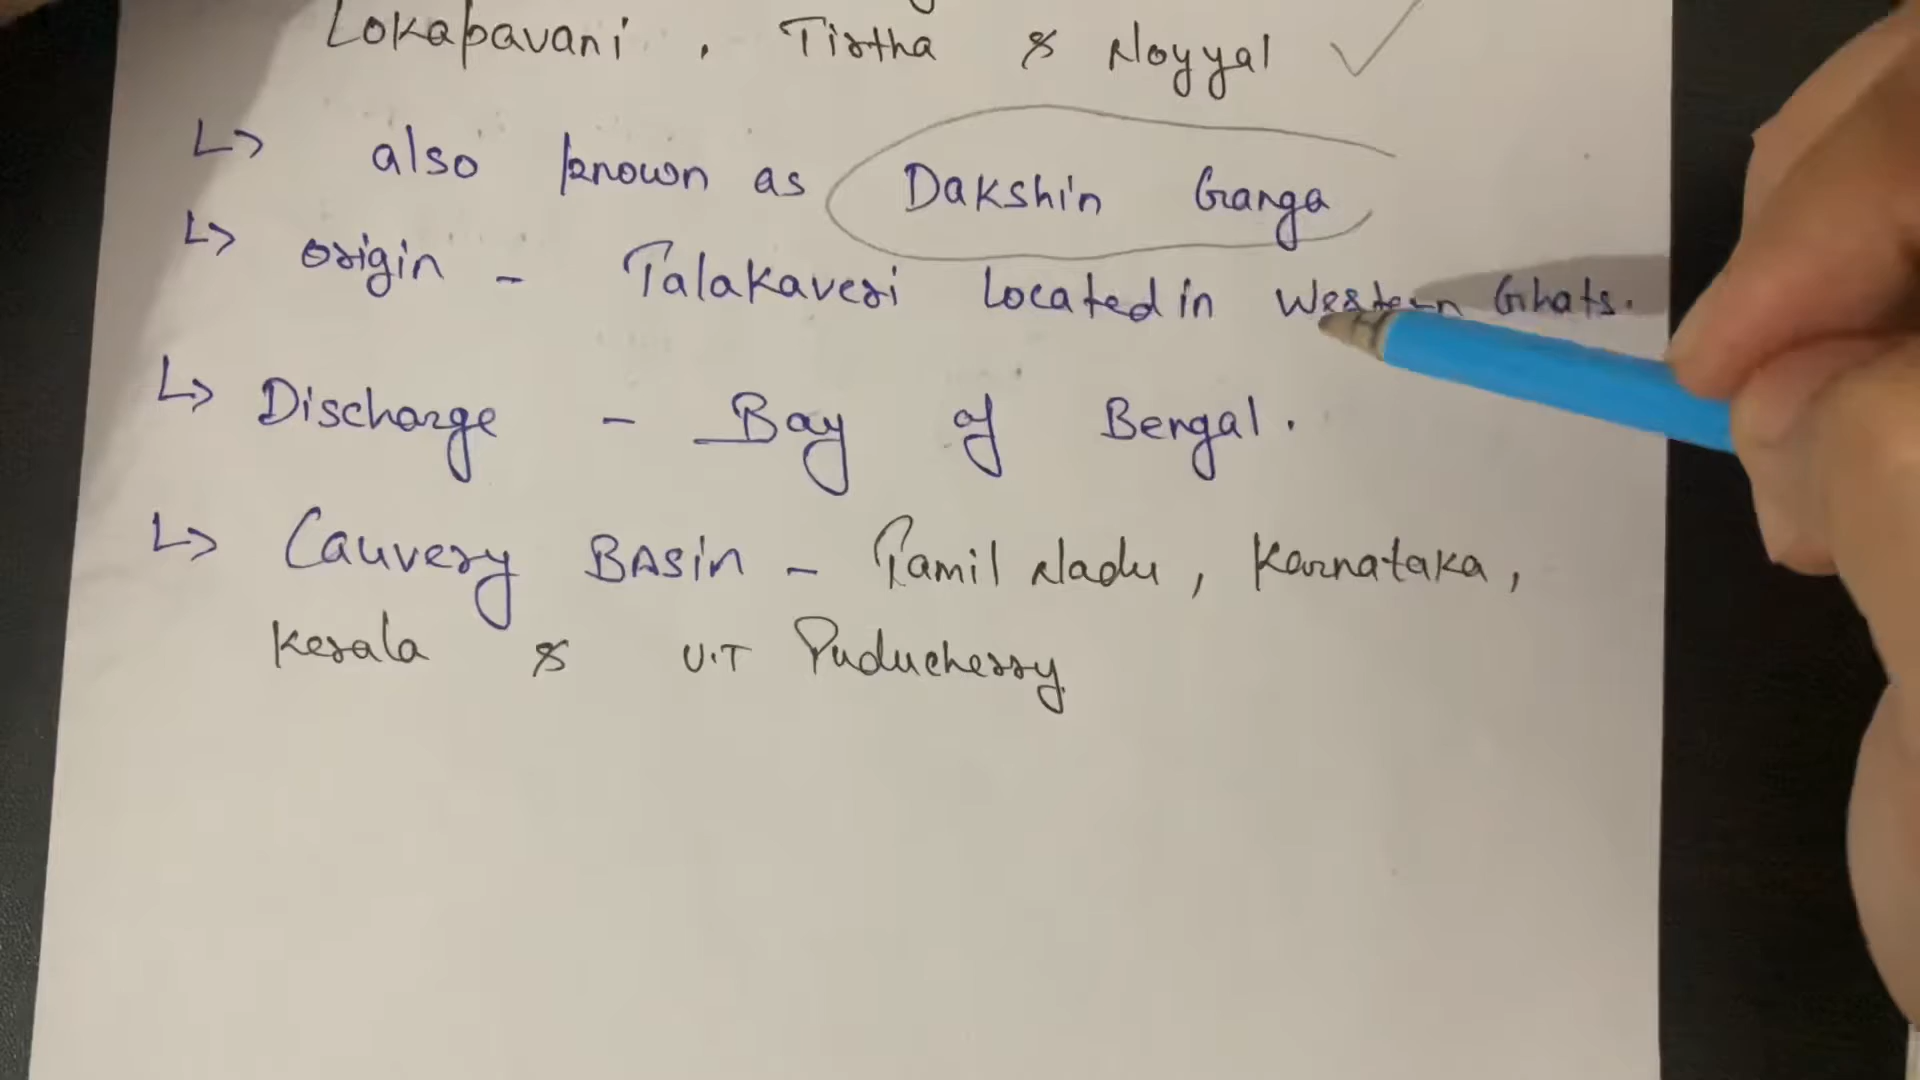 Lokapavani, Tirtha & Noyyal ✓
↳ also known as Dakshin Ganga
↳ origin - Talakaveri Located in Western Ghats.
↳ Discharge - Bay of Bengal.
↳ Cauvery BASin - Tamil Nadu, Karnataka,
Kerala & U.T Puducherry